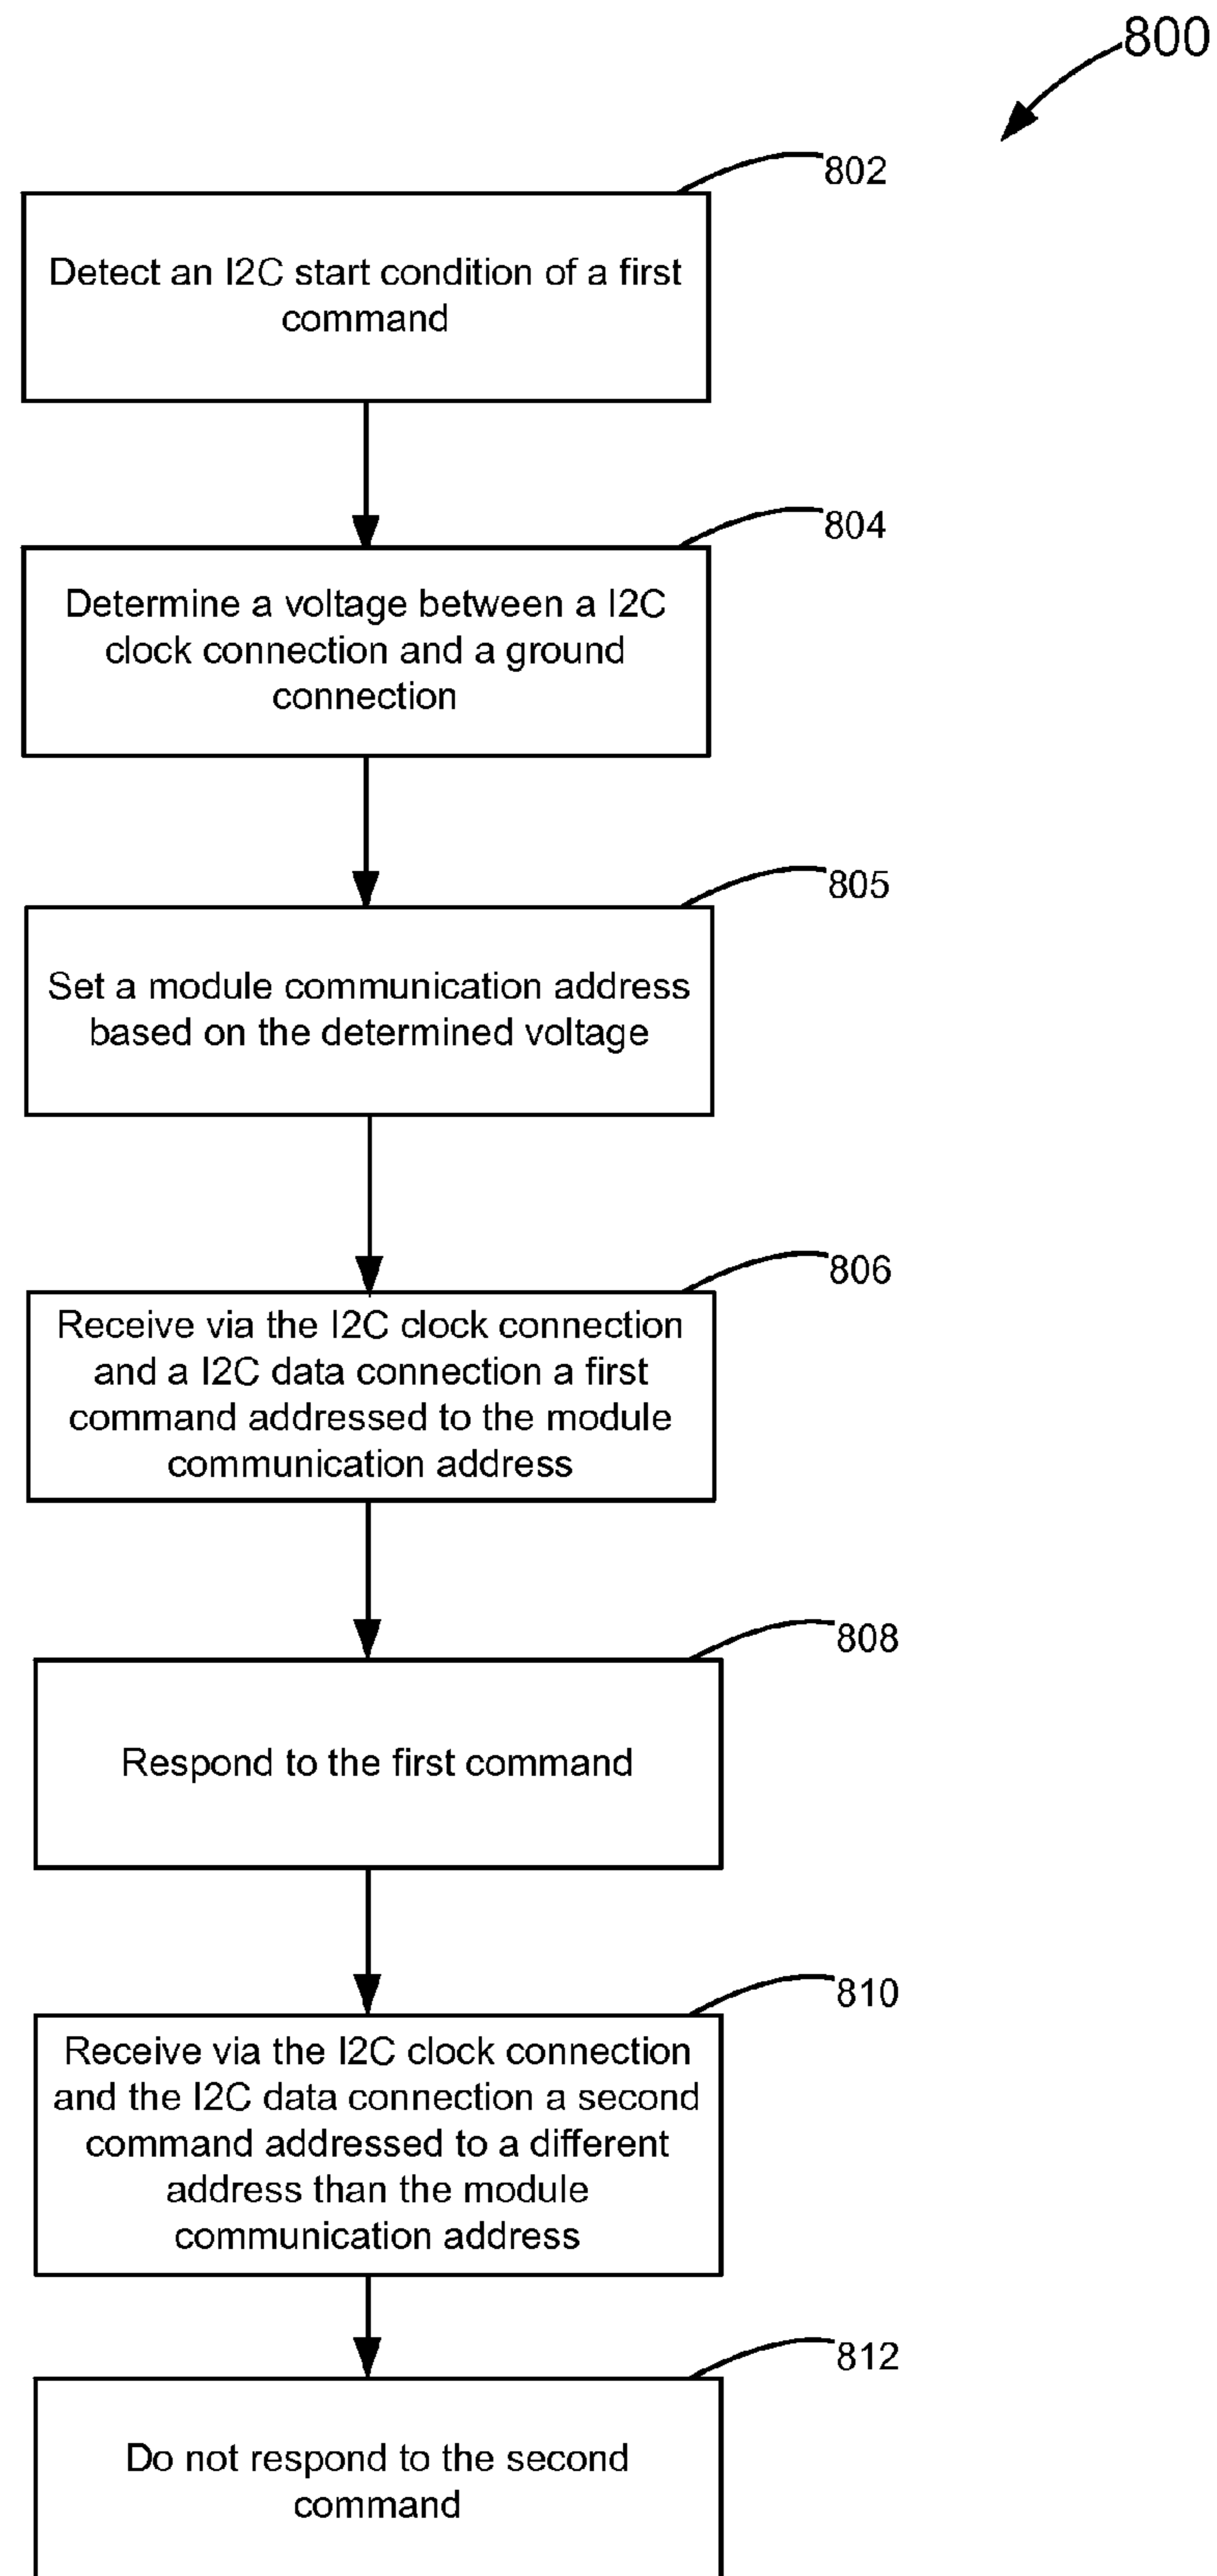 800
802
Detect an I2C start condition of a first
command
804
Determine a voltage between a I2C
clock connection and a ground
connection
805
Set a module communication address
based on the determined voltage
806
Receive via the I2C clock connection
and a I2C data connection a first
command addressed to the module
communication address
808
Respond to the first command
810
Receive via the I2C clock connection
and the I2C data connection a second
command addressed to a different
address than the module
communication address
812
Do not respond to the second
command